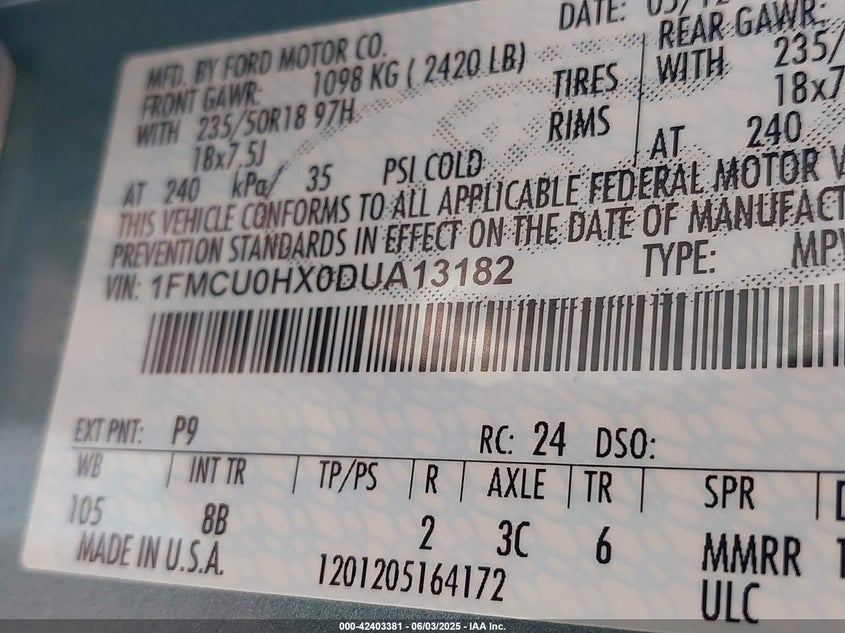 DATE:
MFD. BY FORD MOTOR CO.
REAR GAWR:
FRONT GAWR: 1098 KG ( 2420 LB)
WITH 235/50R18 97H TIRES WITH 235/
18x7.5J RIMS 18x7
AT 240 kPa/ 35 PSI COLD AT 240
THIS VEHICLE CONFORMS TO ALL APPLICABLE FEDERAL MOTOR V
PREVENTION STANDARDS IN EFFECT ON THE DATE OF MANUFACT
VIN: 1FMCU0HX0DUA13182 TYPE: MPV
EXT PNT: P9 RC: 24 DSO:
WB INT TR TP/PS R AXLE TR SPR
105 8B 2 3C 6 MMRR
MADE IN U.S.A. 1201205164172 ULC
000-42403381 - 06/03/2025 - IAA Inc.